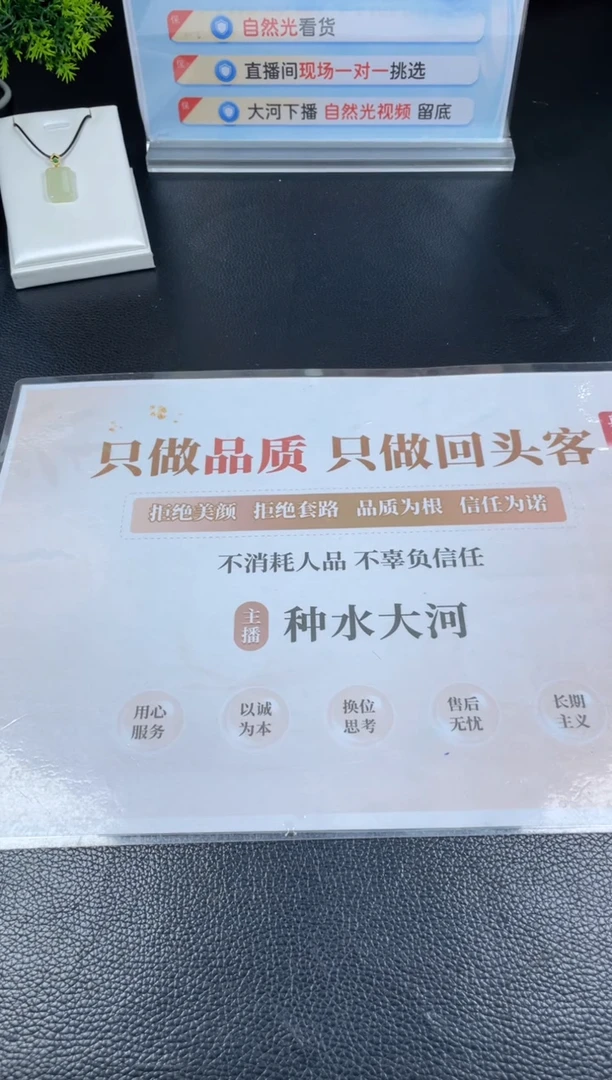 自然光看货
直播间现场一对一挑选
大河下播 自然光视频 留底
只做品质 只做回头客
拒绝美颜 拒绝套路 品质为根 信任为诺
不消耗人品 不辜负信任
主播 种水大河
用心服务 以诚为本 换位思考 售后无忧 长期主义